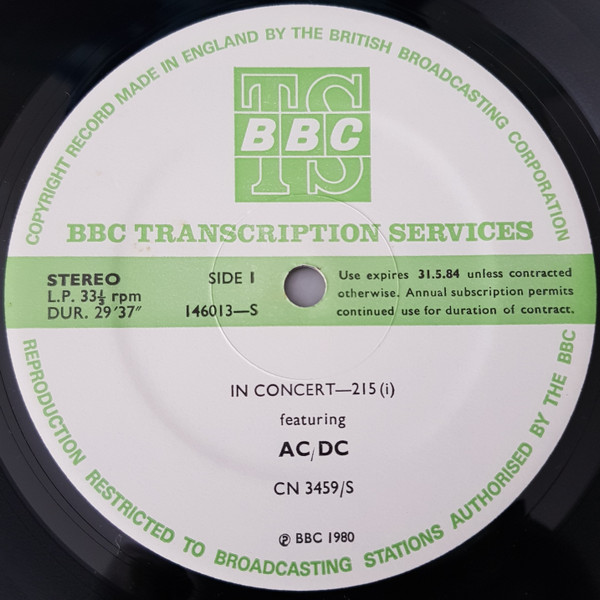 COPYRIGHT RECORD MADE IN ENGLAND BY THE BRITISH BROADCASTING CORPORATION
TS
BBC
BBC TRANSCRIPTION SERVICES
STEREO
L.P. 33⅓ rpm
DUR. 29′37″
SIDE 1
146013—S
Use expires 31.5.84 unless contracted
otherwise. Annual subscription permits
continued use for duration of contract.
IN CONCERT—215 (i)
featuring
AC/DC
CN 3459/S
℗ BBC 1980
REPRODUCTION RESTRICTED TO BROADCASTING STATIONS AUTHORISED BY THE BBC